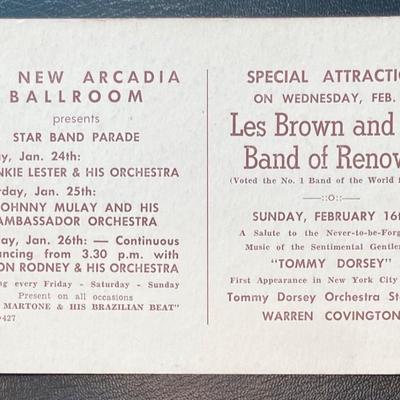 NEW ARCADIA
BALLROOM
presents
STAR BAND PARADE
ay, Jan. 24th:
NKIE LESTER & HIS ORCHESTRA
rday, Jan. 25th:
JOHNNY MULAY AND HIS
AMBASSADOR ORCHESTRA
ay, Jan. 26th: — Continuous
ancing from 3.30 p.m. with
ON RODNEY & HIS ORCHESTRA
ing every Friday - Saturday - Sunday
Present on all occasions
MARTONE & HIS BRAZILIAN BEAT"
427
SPECIAL ATTRACTIO
ON WEDNESDAY, FEB.
Les Brown and
Band of Renow
(Voted the No. 1 Band of the World f
—::O::—
SUNDAY, FEBRUARY 16t
A Salute to the Never-to-be-Forg
Music of the Sentimental Gentle
"TOMMY DORSEY"
First Appearance in New York City
Tommy Dorsey Orchestra St
WARREN COVINGTON